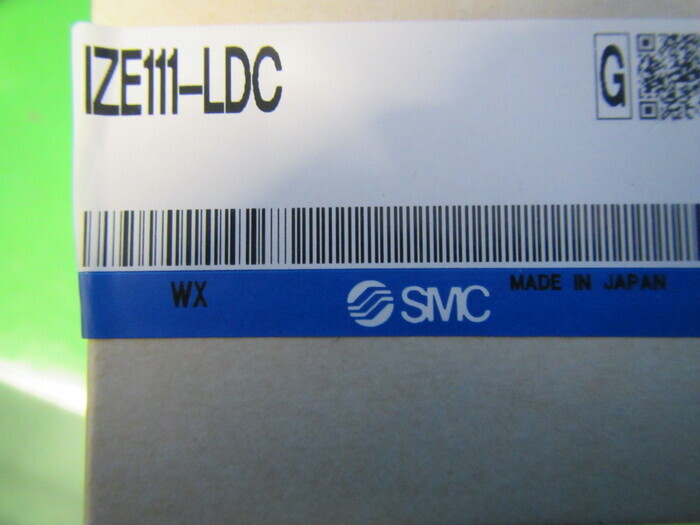 IZE111-LDC
G
WX
SMC
MADE IN JAPAN